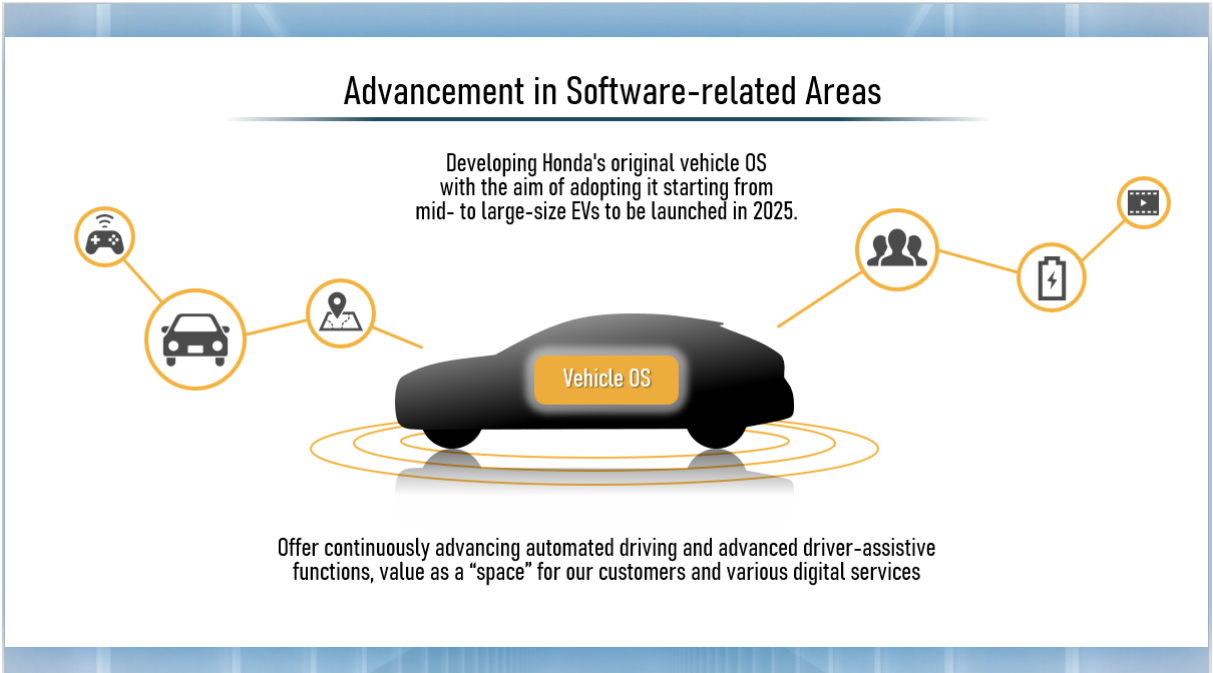 Advancement in Software-related Areas
Developing Honda's original vehicle OS
with the aim of adopting it starting from
mid- to large-size EVs to be launched in 2025.
Vehicle OS
Offer continuously advancing automated driving and advanced driver-assistive
functions, value as a “space” for our customers and various digital services